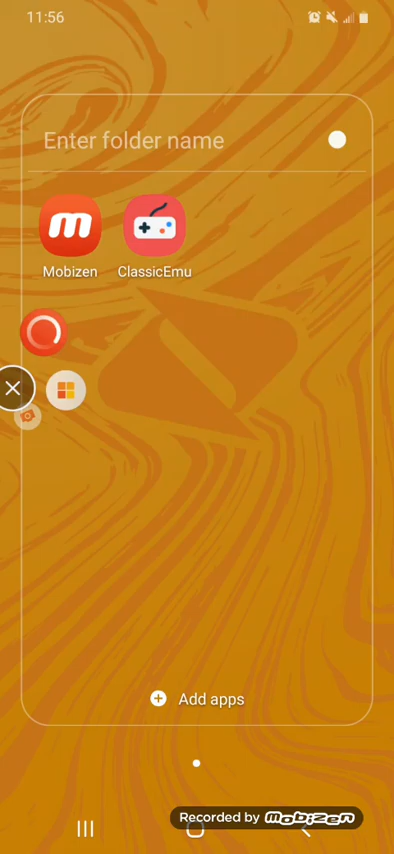 11:56
Enter folder name
m
Mobizen
ClassicEmu
Add apps
Recorded by Mobizen